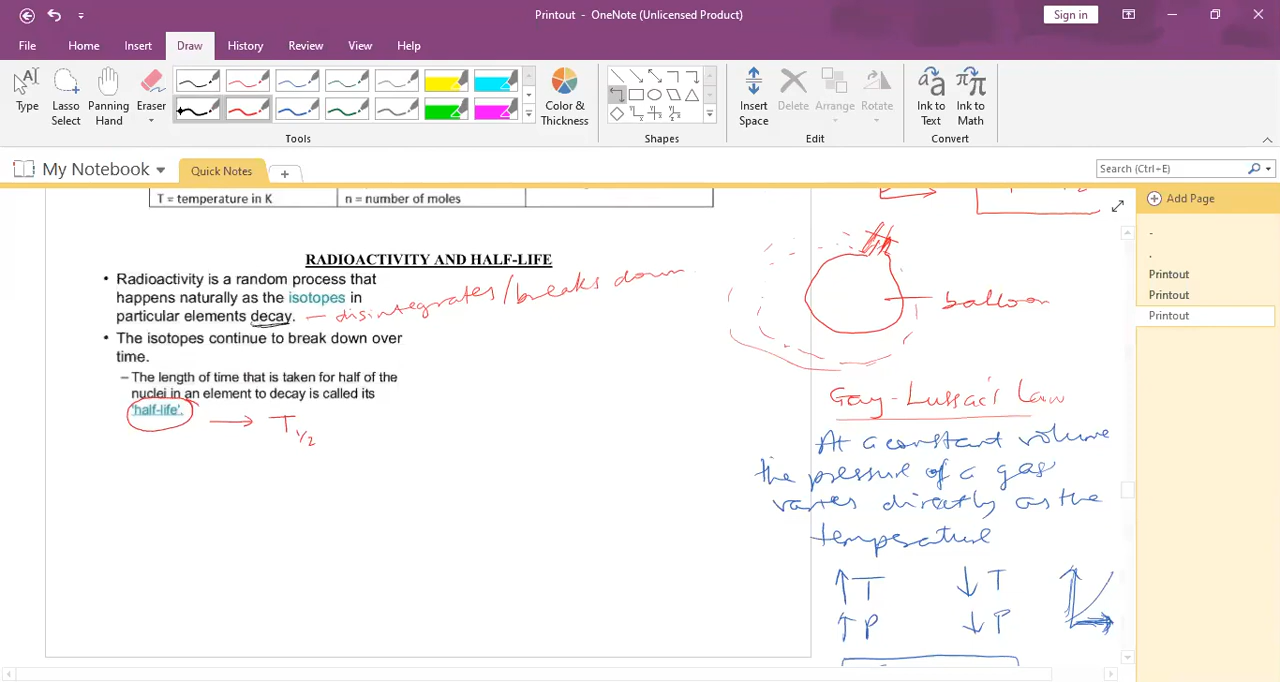 Printout - OneNote (Unlicensed Product)
Sign in
File Home Insert Draw History Review View Help
Type
Lasso Select
Panning Hand
Eraser
Color & Thickness
Insert Space
Delete
Arrange
Rotate
Ink to Text
Ink to Math
Tools
Shapes
Edit
Convert
My Notebook
Quick Notes
Search (Ctrl+E)
Add Page
-
.
Printout
Printout
Printout
T = temperature in K
n = number of moles
RADIOACTIVITY AND HALF-LIFE
• Radioactivity is a random process that
happens naturally as the isotopes in
particular elements decay. – disintegrates/breaks down
• The isotopes continue to break down over
time.
– The length of time that is taken for half of the
nuclei in an element to decay is called its
'half-life'. → T 1/2
balloon
Gay-Lussac's Law
At a constant volume
the pressure of a gas
varies directly as the
temperature
↑T ↓T
↑P ↓P